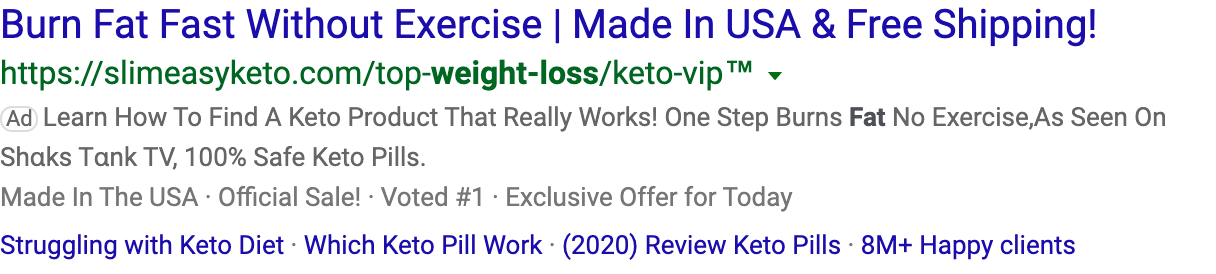 Burn Fat Fast Without Exercise | Made In USA & Free Shipping!
https://slimeasyketo.com/top-weight-loss/keto-vip™
Ad Learn How To Find A Keto Product That Really Works! One Step Burns Fat No Exercise,As Seen On
Shɑks Tɑnk TV, 100% Safe Keto Pills.
Made In The USA · Official Sale! · Voted #1 · Exclusive Offer for Today
Struggling with Keto Diet · Which Keto Pill Work · (2020) Review Keto Pills · 8M+ Happy clients